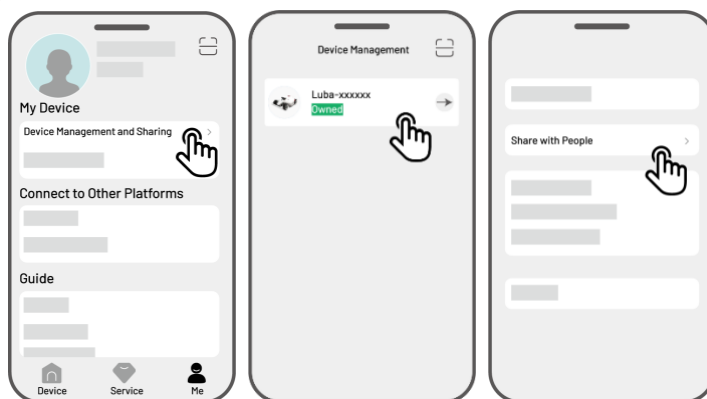 My Device
Device Management and Sharing
Connect to Other Platforms
Guide
Device
Service
Me
Device Management
Luba-xxxxxx
Owned
Share with People